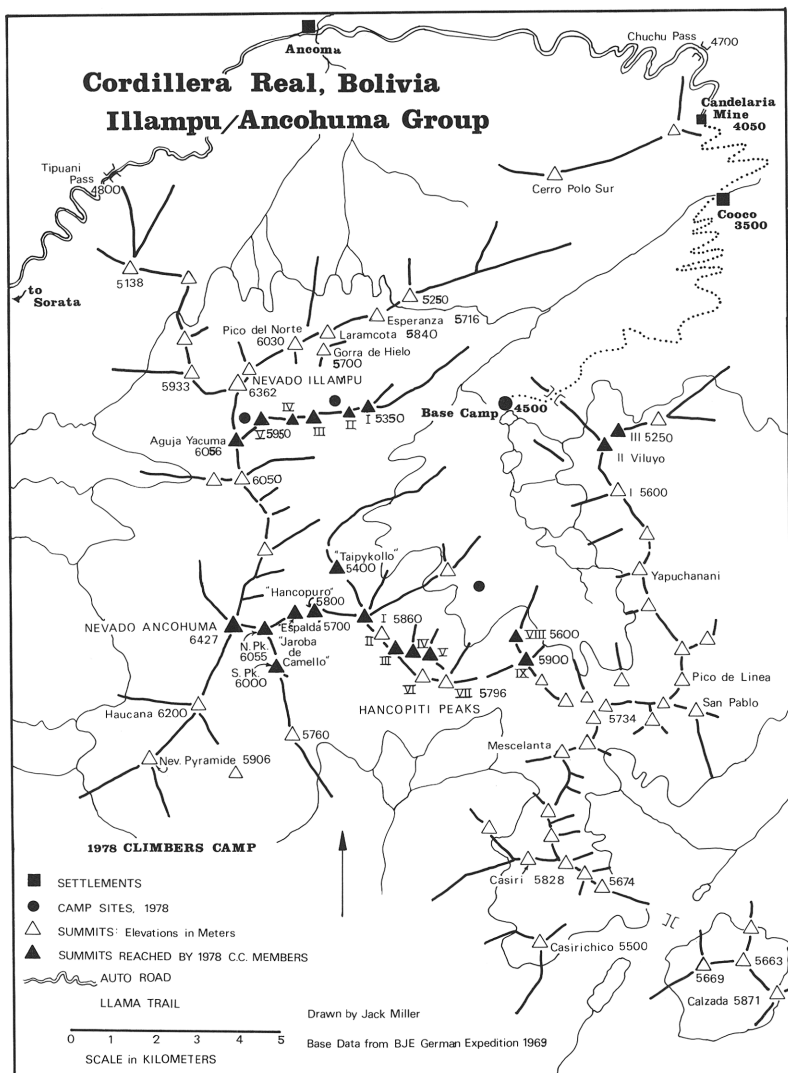 Ancoma
Chuchu Pass
4700
Cordillera Real, Bolivia
Illampu/Ancohuma Group
Candelaria
Mine
4050
Tipuani
Pass
4800
Cerro Polo Sur
Cooco
3500
to
Sorata
5138
5250
Esperanza 5716
Pico del Norte
6030
Laramcota 5840
Gorra de Hielo
5700
5933
NEVADO ILLAMPU
6362
Base Camp
4500
IV
V 5950
III
II
I 5350
Aguja Yacuma
6056
III 5250
II Viluyo
6050
I 5600
"Taipykollo"
5400
Yapuchanani
"Hancopuro"
5800
NEVADO ANCOHUMA
6427
Espalda 5700
I 5860
II
III
IV
V
VIII 5600
N. Pk.
6055
"Jaroba
de
Camello"
5900
IX
S. Pk.
6000
VI
VII 5796
Pico de Linea
HANCOPITI PEAKS
San Pablo
Haucana 6200
5734
5760
Mescelanta
Nev. Pyramide 5906
1978 CLIMBERS CAMP
SETTLEMENTS
CAMP SITES, 1978
SUMMITS: Elevations in Meters
SUMMITS REACHED BY 1978 C.C. MEMBERS
AUTO ROAD
LLAMA TRAIL
0 1 2 3 4 5
SCALE in KILOMETERS
Casiri 5828
5674
Casirichico 5500
5663
5669
Calzada 5871
Drawn by Jack Miller
Base Data from BJE German Expedition 1969